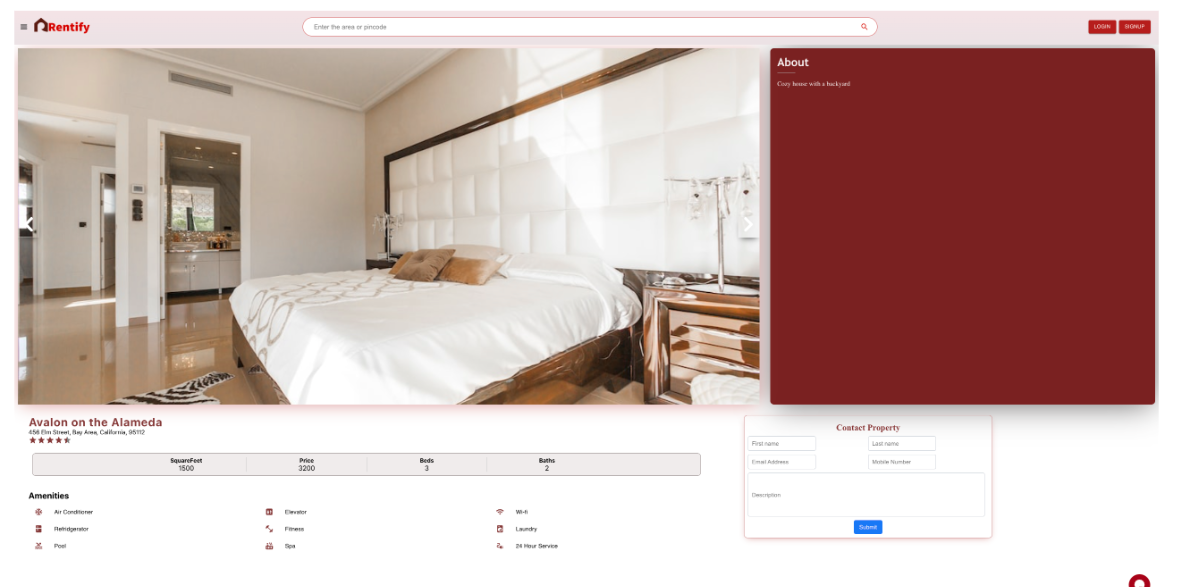 Rentify
Enter the area or pincode
LOGIN
SIGNUP
About
Cozy house with a backyard
Avalon on the Alameda
456 Elm Street, Bay Area, California, 95112
SquareFeet
1500
Price
3200
Beds
3
Baths
2
Contact Property
First name
Last name
Email Address
Mobile Number
Description
Submit
Amenities
Air Conditioner
Elevator
Wi-fi
Refridgerator
Fitness
Laundry
Pool
Spa
24 Hour Service